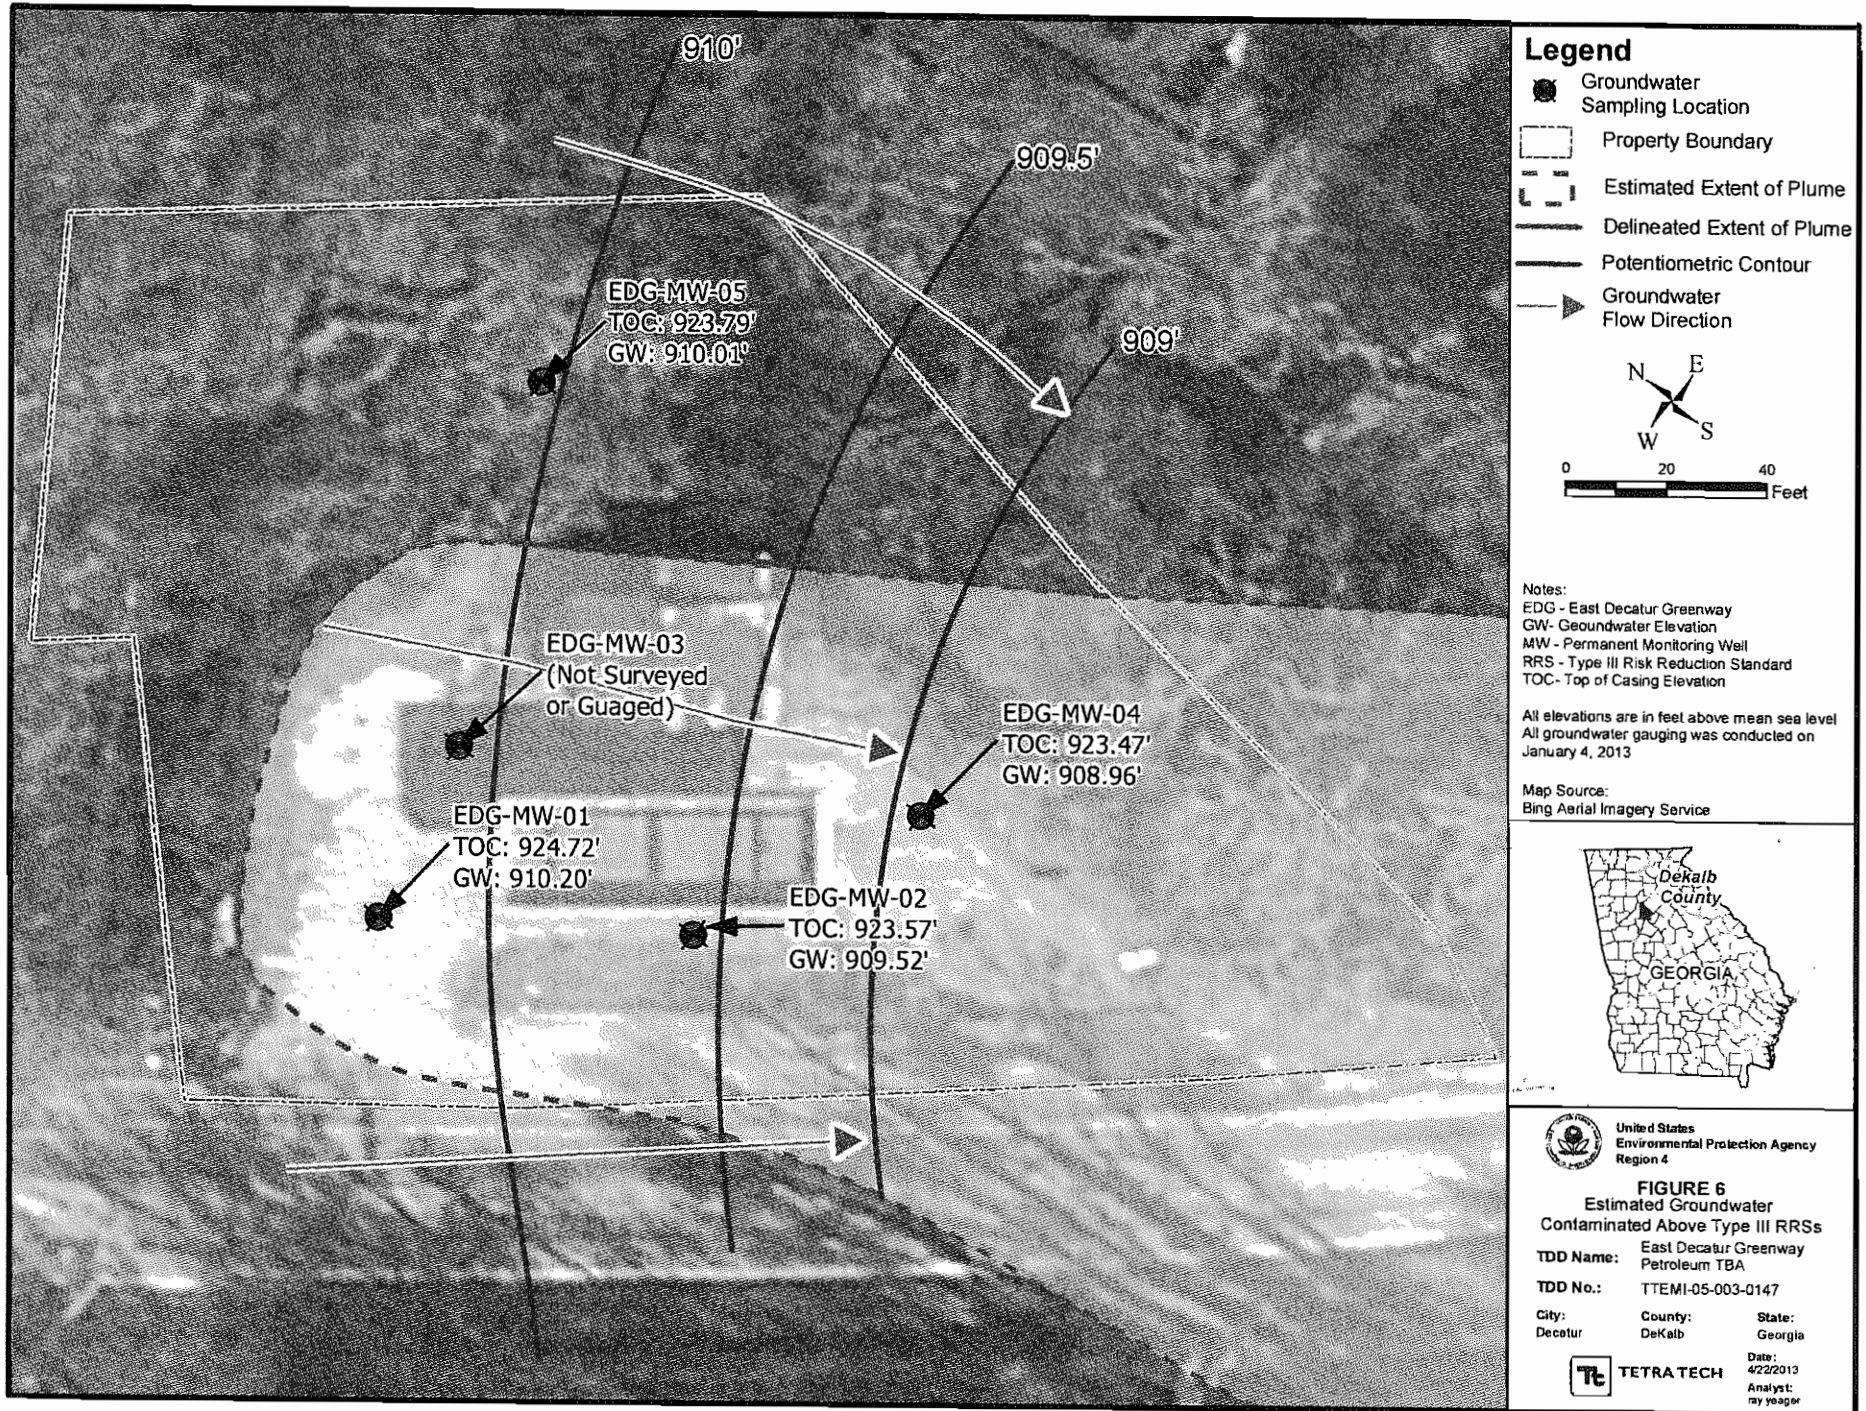 910'
909.5'
EDG-MW-05
TOC: 923.79'
GW: 910.01'
909'
EDG-MW-03
(Not Surveyed
or Guaged)
EDG-MW-04
TOC: 923.47'
GW: 908.96'
EDG-MW-01
TOC: 924.72'
GW: 910.20'
EDG-MW-02
TOC: 923.57'
GW: 909.52'
Legend
Groundwater
Sampling Location
Property Boundary
Estimated Extent of Plume
Delineated Extent of Plume
Potentiometric Contour
Groundwater
Flow Direction
N E
W S
0 20 40
Feet
Notes:
EDG - East Decatur Greenway
GW- Geoundwater Elevation
MW - Permanent Monitoring Well
RRS - Type III Risk Reduction Standard
TOC- Top of Casing Elevation
All elevations are in feet above mean sea level
All groundwater gauging was conducted on
January 4, 2013
Map Source:
Bing Aerial Imagery Service
Dekalb
County
GEORGIA
United States
Environmental Protection Agency
Region 4
FIGURE 6
Estimated Groundwater
Contaminated Above Type III RRSs
TDD Name: East Decatur Greenway
Petroleum TBA
TDD No.: TTEMI-05-003-0147
City: County: State:
Decatur DeKalb Georgia
Tt TETRA TECH
Date:
4/22/2013
Analyst:
ray yeager